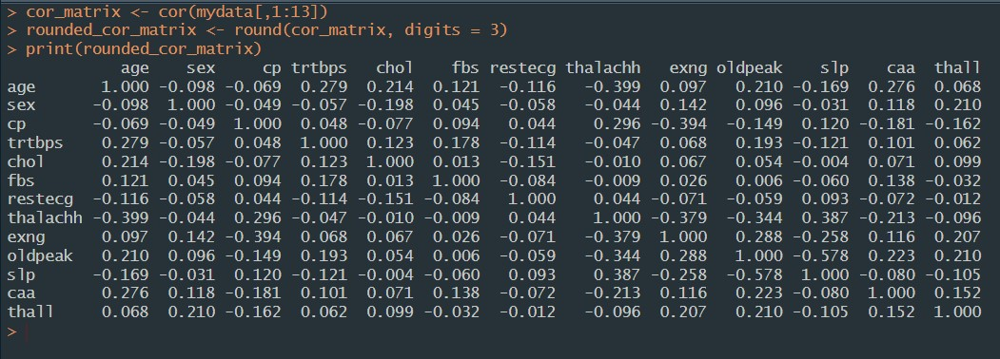 > cor_matrix <- cor(mydata[,1:13])
> rounded_cor_matrix <- round(cor_matrix, digits = 3)
> print(rounded_cor_matrix)
age sex cp trtbps chol fbs restecg thalachh exng oldpeak slp caa thall
age 1.000 -0.098 -0.069 0.279 0.214 0.121 -0.116 -0.399 0.097 0.210 -0.169 0.276 0.068
sex -0.098 1.000 -0.049 -0.057 -0.198 0.045 -0.058 -0.044 0.142 0.096 -0.031 0.118 0.210
cp -0.069 -0.049 1.000 0.048 -0.077 0.094 0.044 0.296 -0.394 -0.149 0.120 -0.181 -0.162
trtbps 0.279 -0.057 0.048 1.000 0.123 0.178 -0.114 -0.047 0.068 0.193 -0.121 0.101 0.062
chol 0.214 -0.198 -0.077 0.123 1.000 0.013 -0.151 -0.010 0.067 0.054 -0.004 0.071 0.099
fbs 0.121 0.045 0.094 0.178 0.013 1.000 -0.084 -0.009 0.026 0.006 -0.060 0.138 -0.032
restecg -0.116 -0.058 0.044 -0.114 -0.151 -0.084 1.000 0.044 -0.071 -0.059 0.093 -0.072 -0.012
thalachh -0.399 -0.044 0.296 -0.047 -0.010 -0.009 0.044 1.000 -0.379 -0.344 0.387 -0.213 -0.096
exng 0.097 0.142 -0.394 0.068 0.067 0.026 -0.071 -0.379 1.000 0.288 -0.258 0.116 0.207
oldpeak 0.210 0.096 -0.149 0.193 0.054 0.006 -0.059 -0.344 0.288 1.000 -0.578 0.223 0.210
slp -0.169 -0.031 0.120 -0.121 -0.004 -0.060 0.093 0.387 -0.258 -0.578 1.000 -0.080 -0.105
caa 0.276 0.118 -0.181 0.101 0.071 0.138 -0.072 -0.213 0.116 0.223 -0.080 1.000 0.152
thall 0.068 0.210 -0.162 0.062 0.099 -0.032 -0.012 -0.096 0.207 0.210 -0.105 0.152 1.000
>